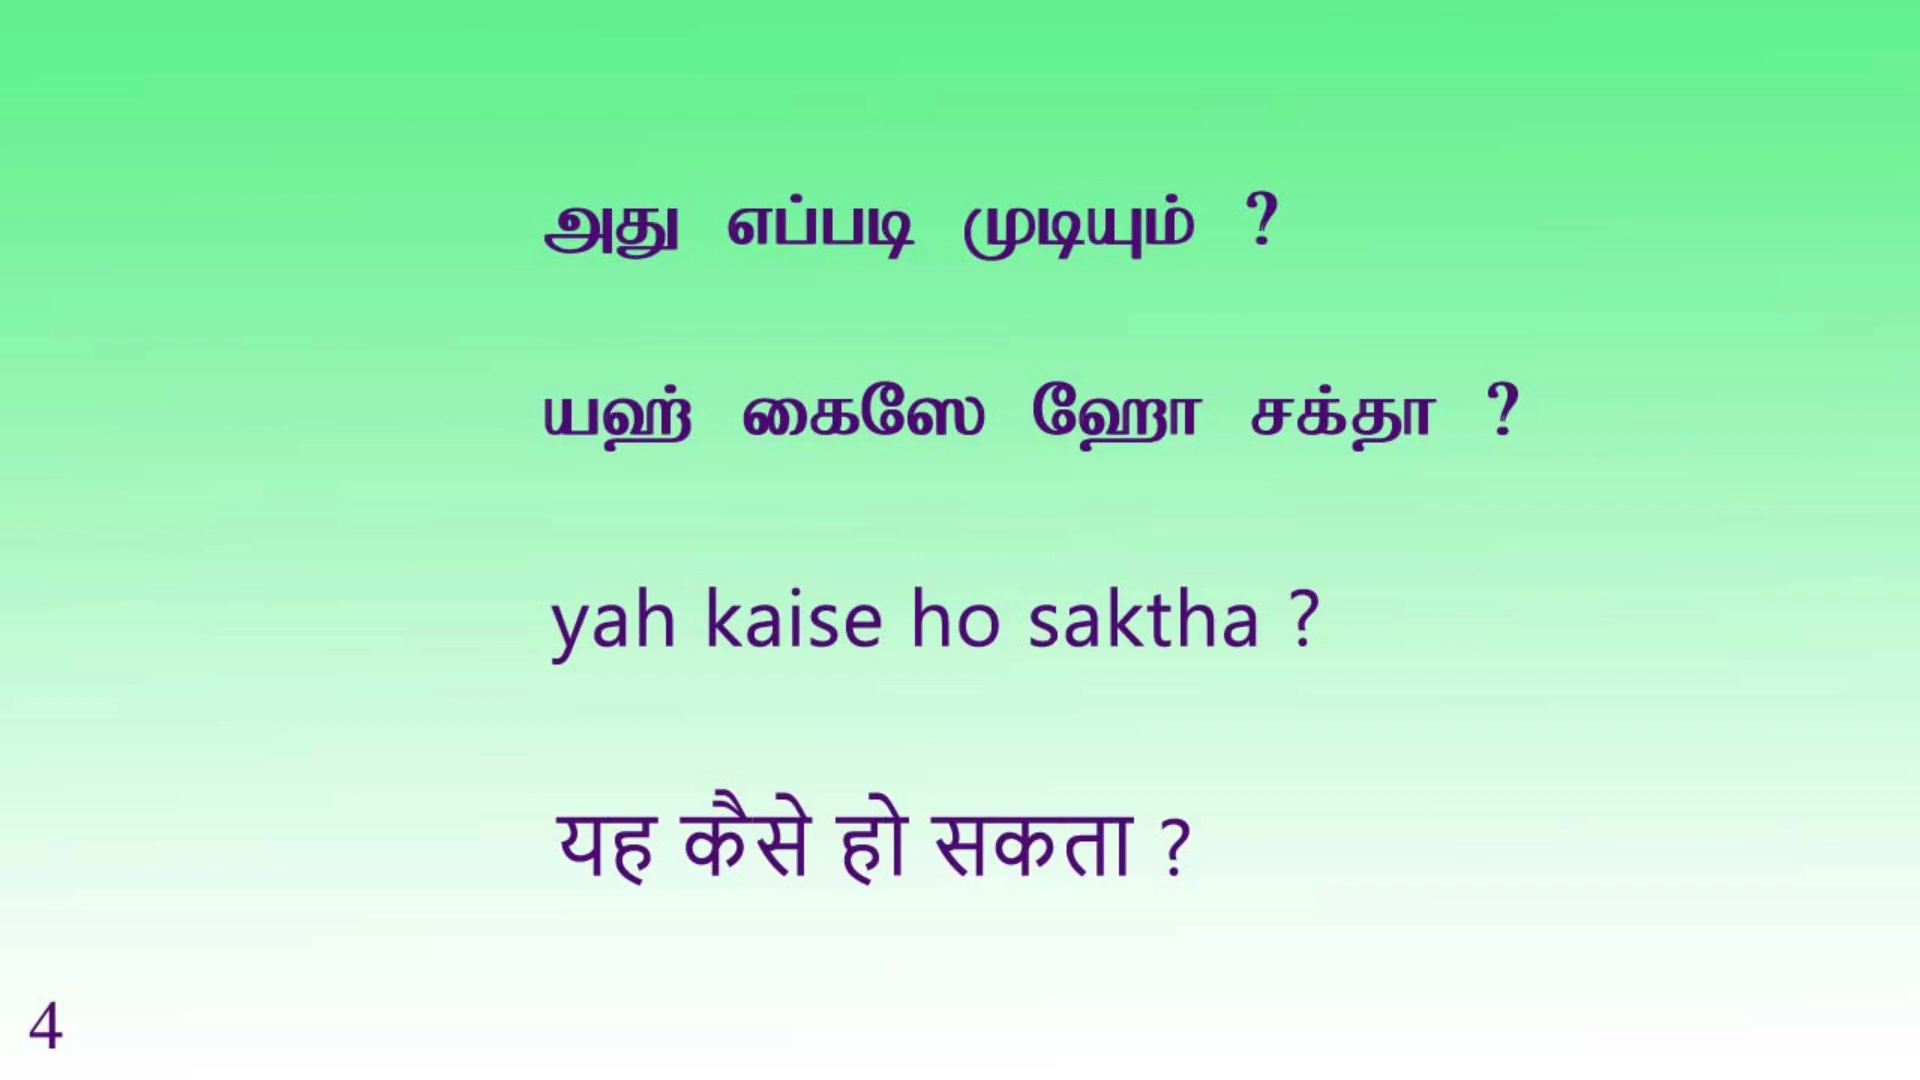 அது எப்படி முடியும் ?
யஹ் கைஸே ஹோ சக்தா ?
yah kaise ho saktha ?
यह कैसे हो सकता ?
4